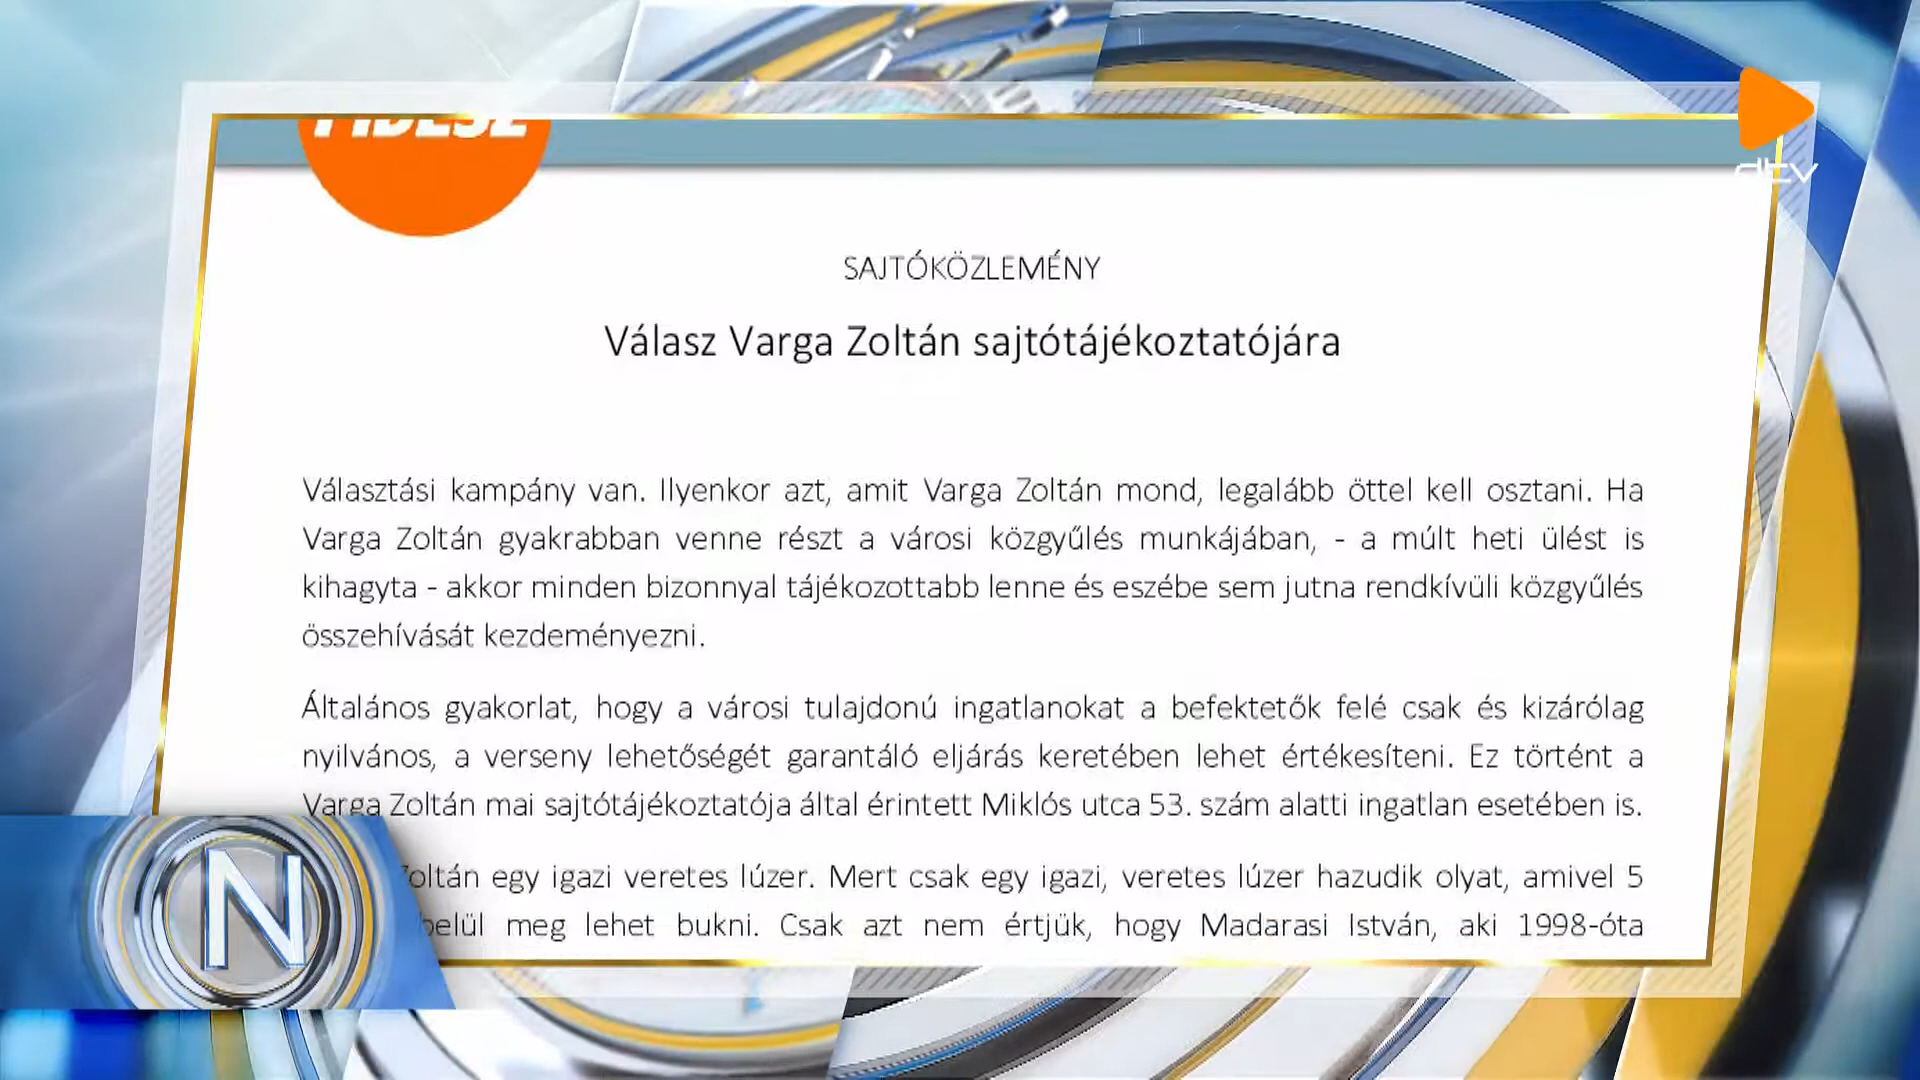 FIDESZ
dtv
SAJTÓKÖZLEMÉNY
Válasz Varga Zoltán sajtótájékoztatójára
Választási kampány van. Ilyenkor azt, amit Varga Zoltán mond, legalább öttel kell osztani. Ha
Varga Zoltán gyakrabban venne részt a városi közgyűlés munkájában, - a múlt heti ülést is
kihagyta - akkor minden bizonnyal tájékozottabb lenne és eszébe sem jutna rendkívüli közgyűlés
összehívását kezdeményezni.
Általános gyakorlat, hogy a városi tulajdonú ingatlanokat a befektetők felé csak és kizárólag
nyilvános, a verseny lehetőségét garantáló eljárás keretében lehet értékesíteni. Ez történt a
Varga Zoltán mai sajtótájékoztatója által érintett Miklós utca 53. szám alatti ingatlan esetében is.
Zoltán egy igazi veretes lúzer. Mert csak egy igazi, veretes lúzer hazudik olyat, amivel 5
belül meg lehet bukni. Csak azt nem értjük, hogy Madarasi István, aki 1998-óta
N